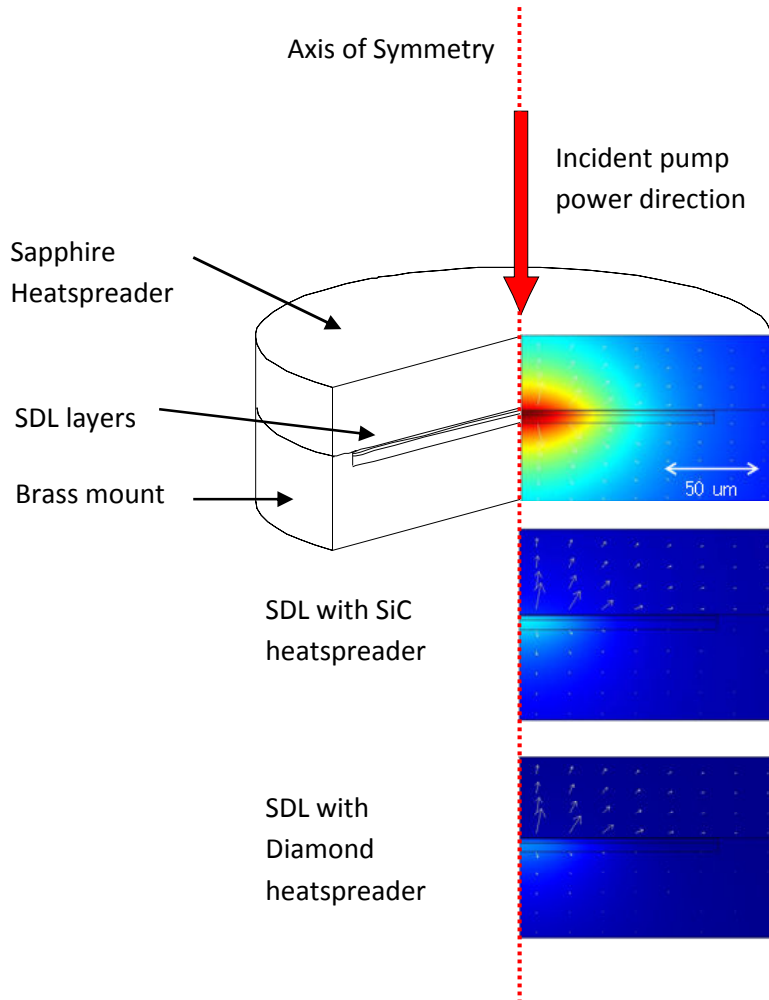 Axis of Symmetry
Incident pump
power direction
Sapphire
Heatspreader
SDL layers
Brass mount
50 um
SDL with SiC
heatspreader
SDL with
Diamond
heatspreader